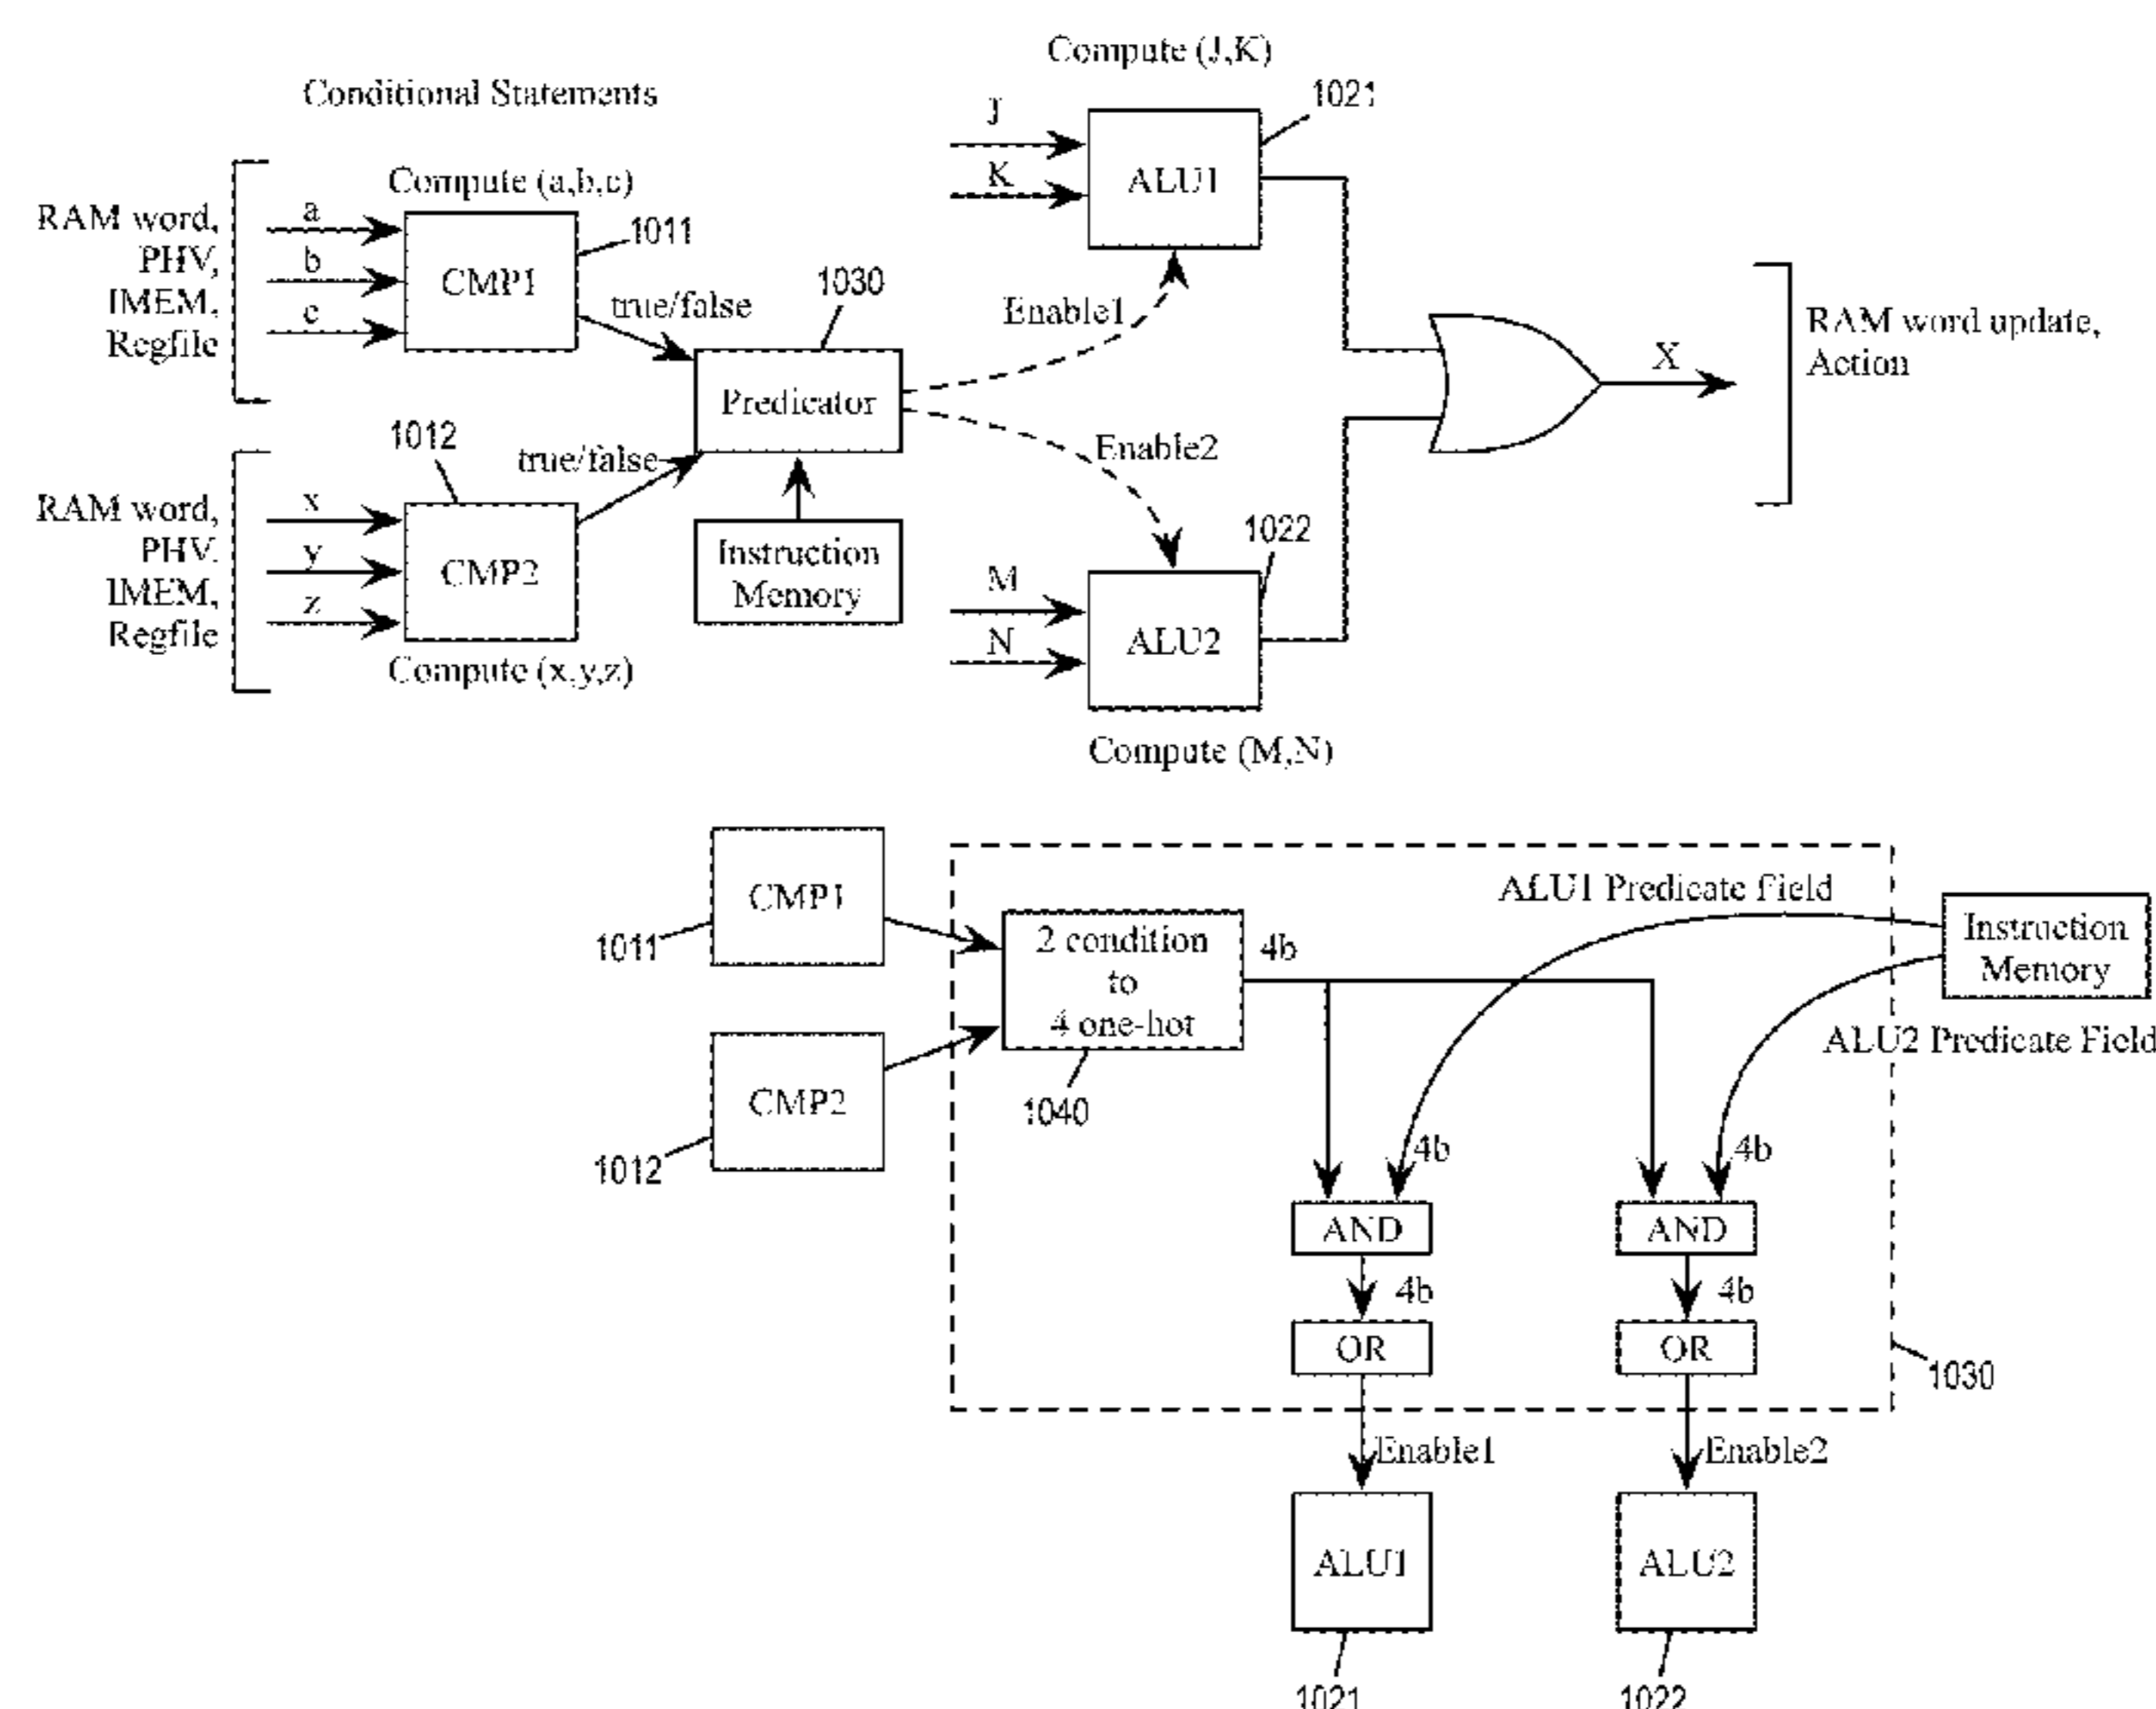 Compute (J,K)
Conditional Statements
1021
J
K
ALU1
Compute (a,b,c)
RAM word,
PHV,
IMEM,
Regfile
a
b
c
CMP1
1011
true/false
1030
Predicator
Enable1
X
RAM word update,
Action
1012
true/false
Enable2
RAM word,
PHV.
IMEM,
Regfile
x
y
z
CMP2
Compute (x,y,z)
Instruction
Memory
1022
M
N
ALU2
Compute (M,N)
CMP1
1011
2 condition
to
4 one-hot
4b
ALU1 Predicate Field
Instruction
Memory
ALU2 Predicate Field
CMP2
1012
1040
4b
4b
AND
AND
4b
4b
OR
OR
1030
Enable1
Enable2
ALU1
ALU2
1021
1022